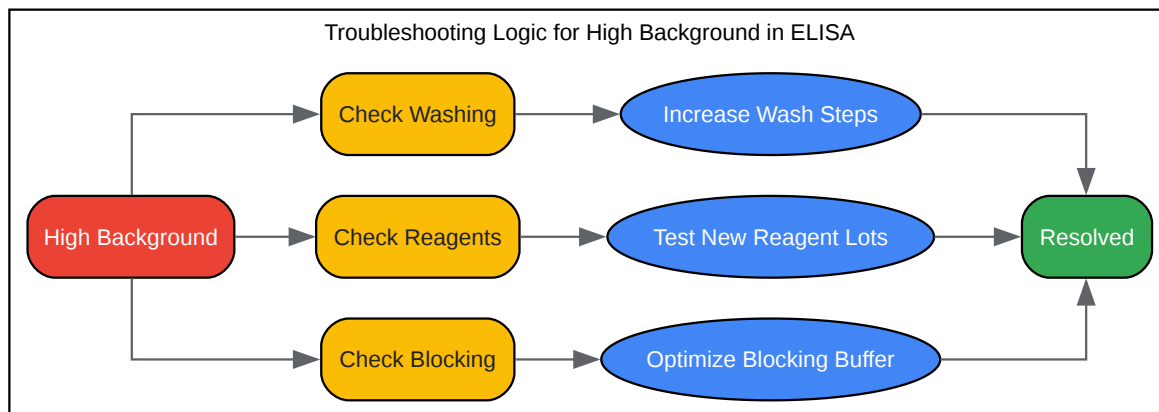 Troubleshooting Logic for High Background in ELISA
Check Washing
Increase Wash Steps
High Background
Check Reagents
Test New Reagent Lots
Resolved
Check Blocking
Optimize Blocking Buffer